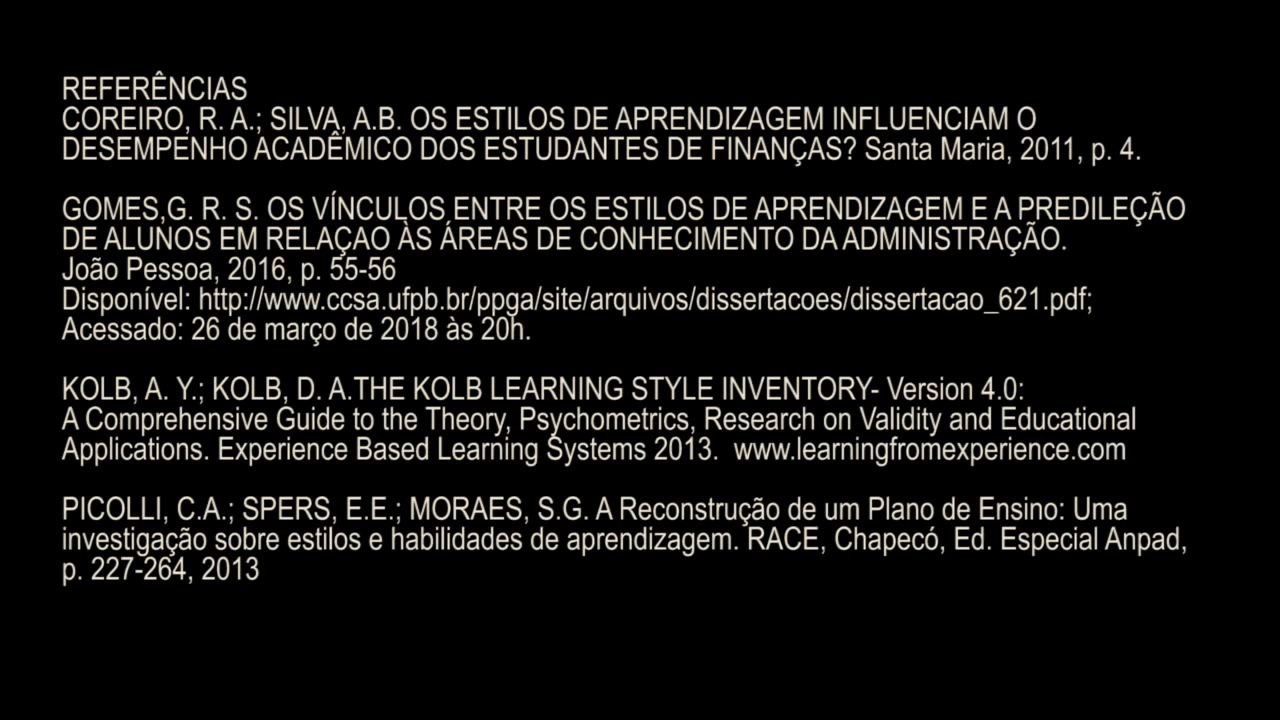 REFERÊNCIAS
COREIRO, R. A.; SILVA, A.B. OS ESTILOS DE APRENDIZAGEM INFLUENCIAM O
DESEMPENHO ACADÊMICO DOS ESTUDANTES DE FINANÇAS? Santa Maria, 2011, p. 4.
GOMES,G. R. S. OS VÍNCULOS ENTRE OS ESTILOS DE APRENDIZAGEM E A PREDILEÇÃO
DE ALUNOS EM RELAÇAO ÀS ÁREAS DE CONHECIMENTO DA ADMINISTRAÇÃO.
João Pessoa, 2016, p. 55-56
Disponível: http://www.ccsa.ufpb.br/ppga/site/arquivos/dissertacoes/dissertacao_621.pdf;
Acessado: 26 de março de 2018 às 20h.
KOLB, A. Y.; KOLB, D. A.THE KOLB LEARNING STYLE INVENTORY- Version 4.0:
A Comprehensive Guide to the Theory, Psychometrics, Research on Validity and Educational
Applications. Experience Based Learning Systems 2013.  www.learningfromexperience.com
PICOLLI, C.A.; SPERS, E.E.; MORAES, S.G. A Reconstrução de um Plano de Ensino: Uma
investigação sobre estilos e habilidades de aprendizagem. RACE, Chapecó, Ed. Especial Anpad,
p. 227-264, 2013